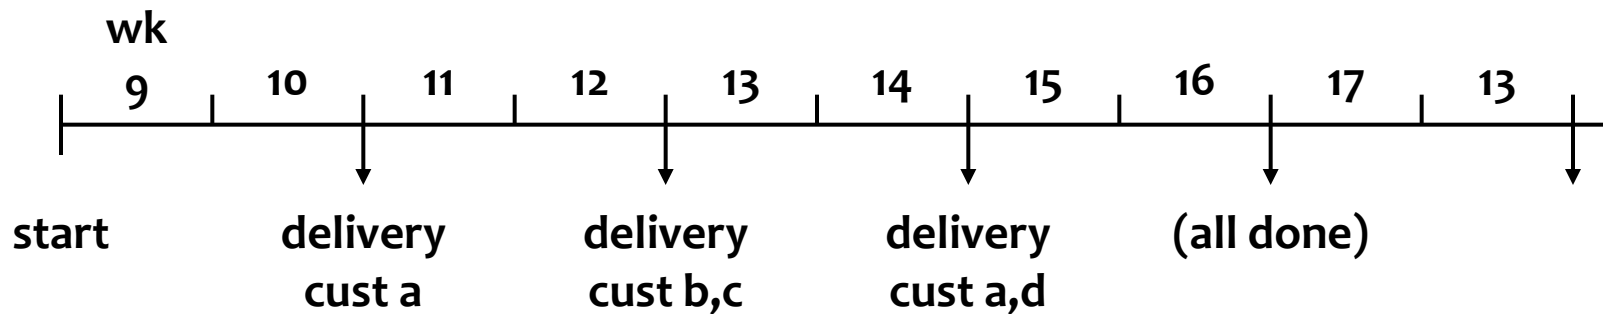 wk
9 10 11 12 13 14 15 16 17 13
start delivery delivery delivery (all done)
cust a cust b,c cust a,d